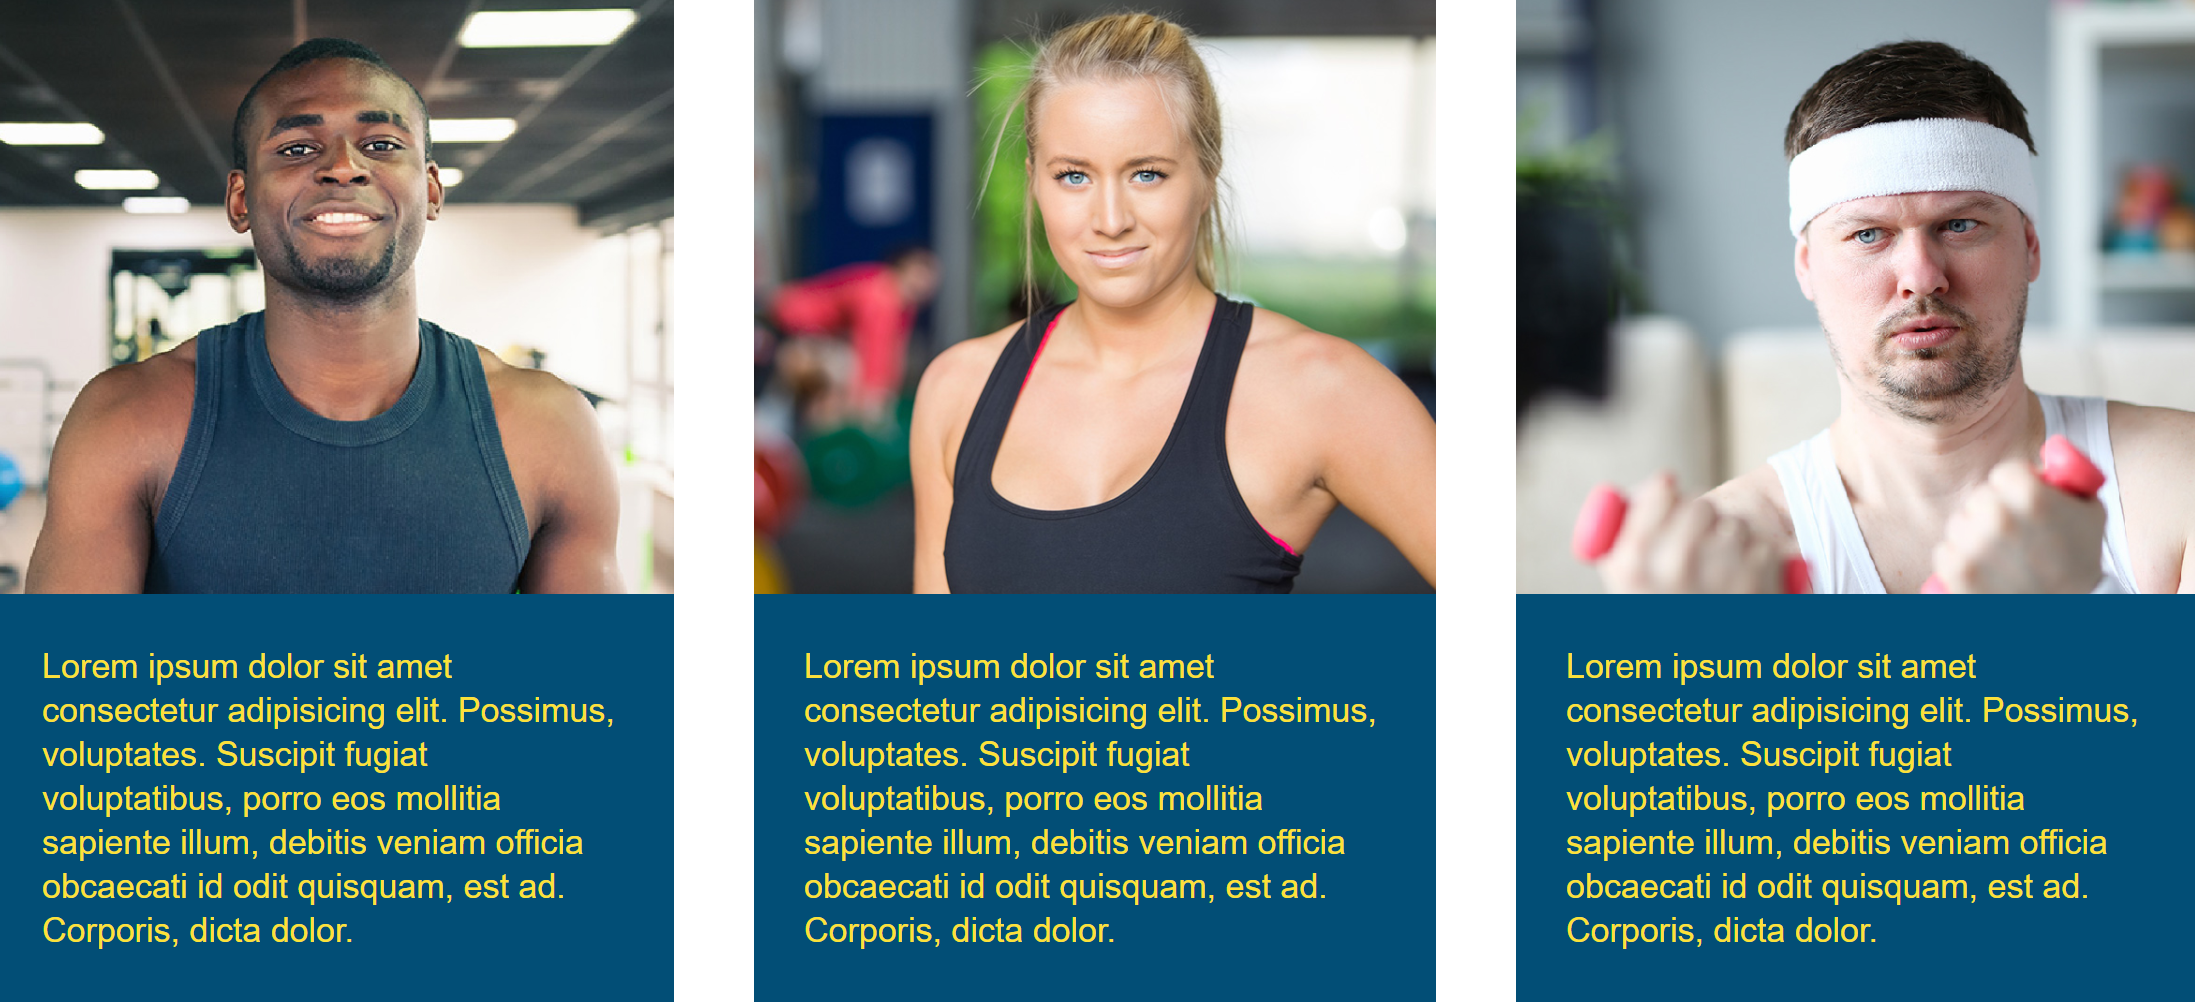 Lorem ipsum dolor sit amet
consectetur adipisicing elit. Possimus,
voluptates. Suscipit fugiat
voluptatibus, porro eos mollitia
sapiente illum, debitis veniam officia
obcaecati id odit quisquam, est ad.
Corporis, dicta dolor.
Lorem ipsum dolor sit amet
consectetur adipisicing elit. Possimus,
voluptates. Suscipit fugiat
voluptatibus, porro eos mollitia
sapiente illum, debitis veniam officia
obcaecati id odit quisquam, est ad.
Corporis, dicta dolor.
Lorem ipsum dolor sit amet
consectetur adipisicing elit. Possimus,
voluptates. Suscipit fugiat
voluptatibus, porro eos mollitia
sapiente illum, debitis veniam officia
obcaecati id odit quisquam, est ad.
Corporis, dicta dolor.